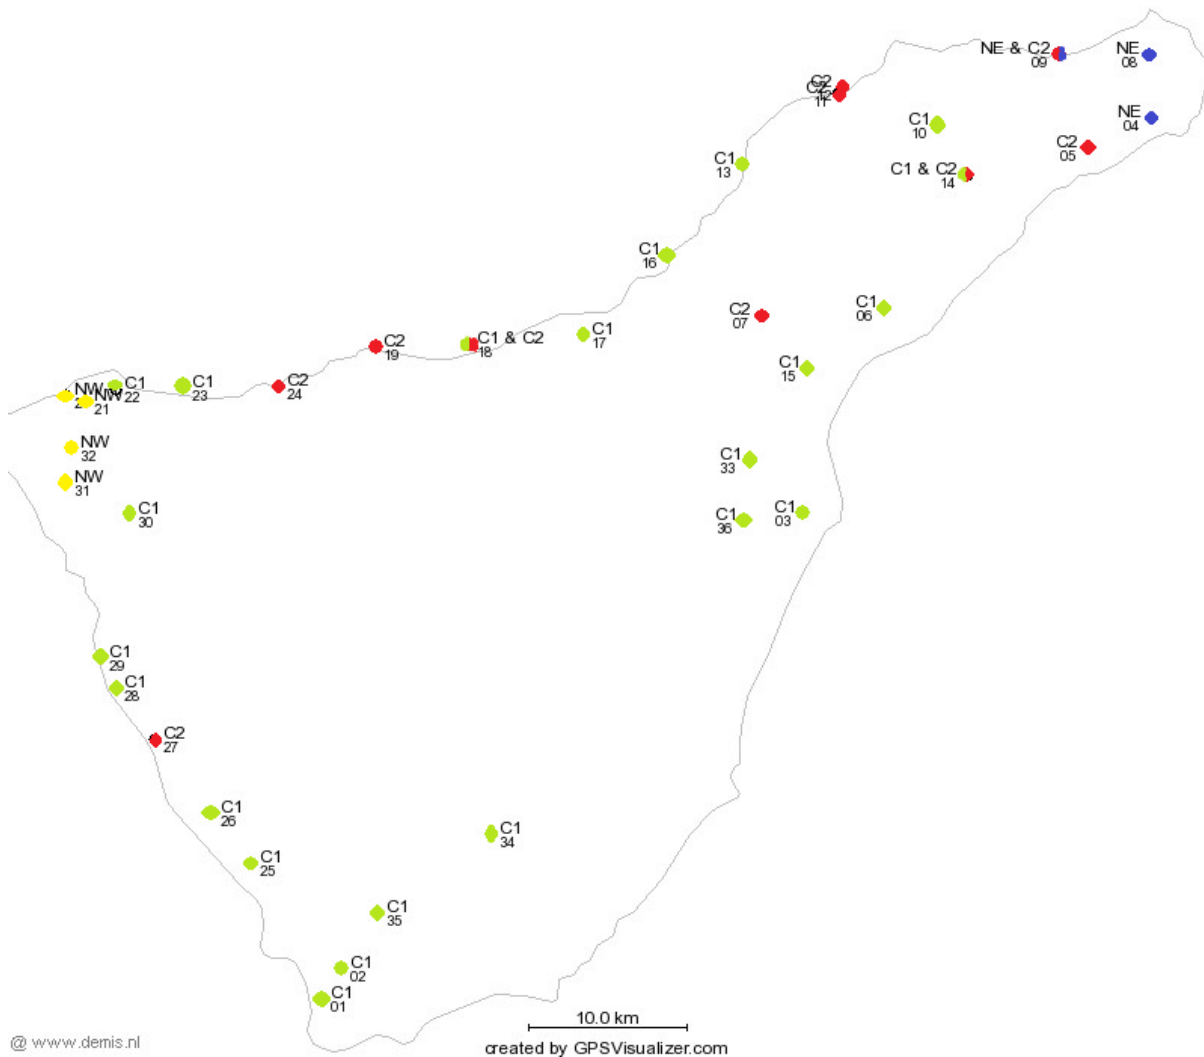 NE & C2
09
NE
08
C2
C2
12
11
NE
04
C1
10
C2
05
C1
13
C1 & C2
14
C1
16
C1
06
C2
07
C1
17
C1 & C2
18
C2
19
C1
15
C2
24
C1
23
C1
22
NW
NW
21
NW
32
C1
33
NW
31
C1
30
C1
36
C1
03
C1
29
C1
28
C2
27
C1
26
C1
34
C1
25
C1
35
C1
02
C1
01
10.0 km
@ www.demis.nl
created by GPSVisualizer.com